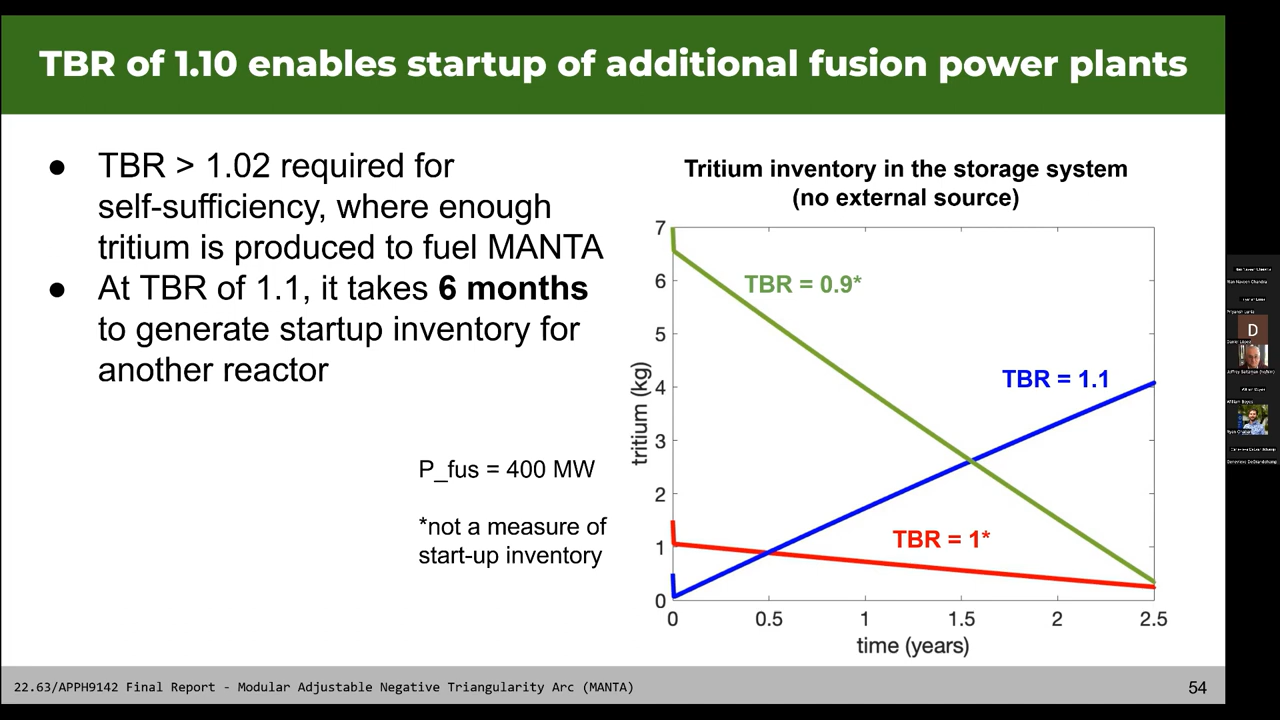 TBR of 1.10 enables startup of additional fusion power plants
● TBR > 1.02 required for
self-sufficiency, where enough
tritium is produced to fuel MANTA
● At TBR of 1.1, it takes 6 months
to generate startup inventory for
another reactor
P_fus = 400 MW
*not a measure of
start-up inventory
Tritium inventory in the storage system
(no external source)
tritium (kg)
7
6
5
4
3
2
1
0
TBR = 0.9*
TBR = 1.1
TBR = 1*
0 0.5 1 1.5 2 2.5
time (years)
22.63/APPH9142 Final Report - Modular Adjustable Negative Triangularity Arc (MANTA)
54
D